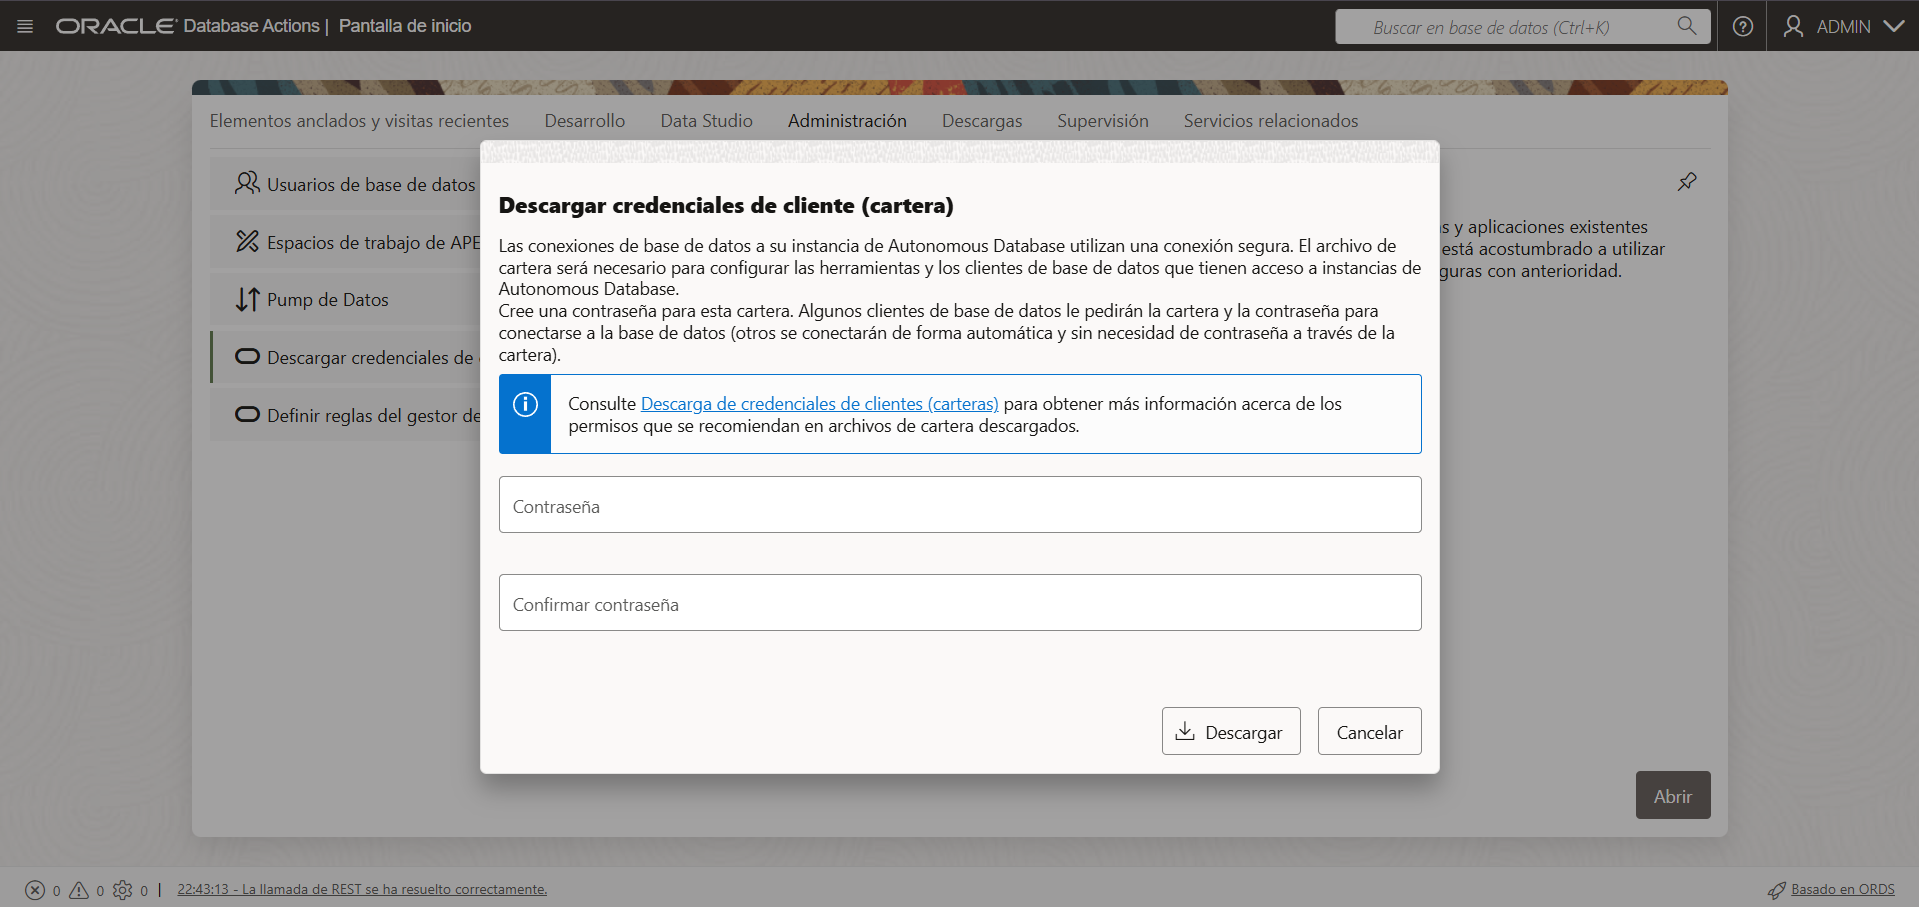 ORACLE Database Actions | Pantalla de inicio
Buscar en base de datos (Ctrl+K)
ADMIN
Elementos anclados y visitas recientes
Desarrollo
Data Studio
Administración
Descargas
Supervisión
Servicios relacionados
Usuarios de base de datos
Espacios de trabajo de APE
Pump de Datos
Descargar credenciales de
Definir reglas del gestor de
s y aplicaciones existentes
está acostumbrado a utilizar
guras con anterioridad.
Descargar credenciales de cliente (cartera)
Las conexiones de base de datos a su instancia de Autonomous Database utilizan una conexión segura. El archivo de
cartera será necesario para configurar las herramientas y los clientes de base de datos que tienen acceso a instancias de
Autonomous Database.
Cree una contraseña para esta cartera. Algunos clientes de base de datos le pedirán la cartera y la contraseña para
conectarse a la base de datos (otros se conectarán de forma automática y sin necesidad de contraseña a través de la
cartera).
Consulte Descarga de credenciales de clientes (carteras) para obtener más información acerca de los
permisos que se recomiendan en archivos de cartera descargados.
Contraseña
Confirmar contraseña
Descargar
Cancelar
Abrir
0 0 0 | 22:43:13 - La llamada de REST se ha resuelto correctamente.
Basado en ORDS